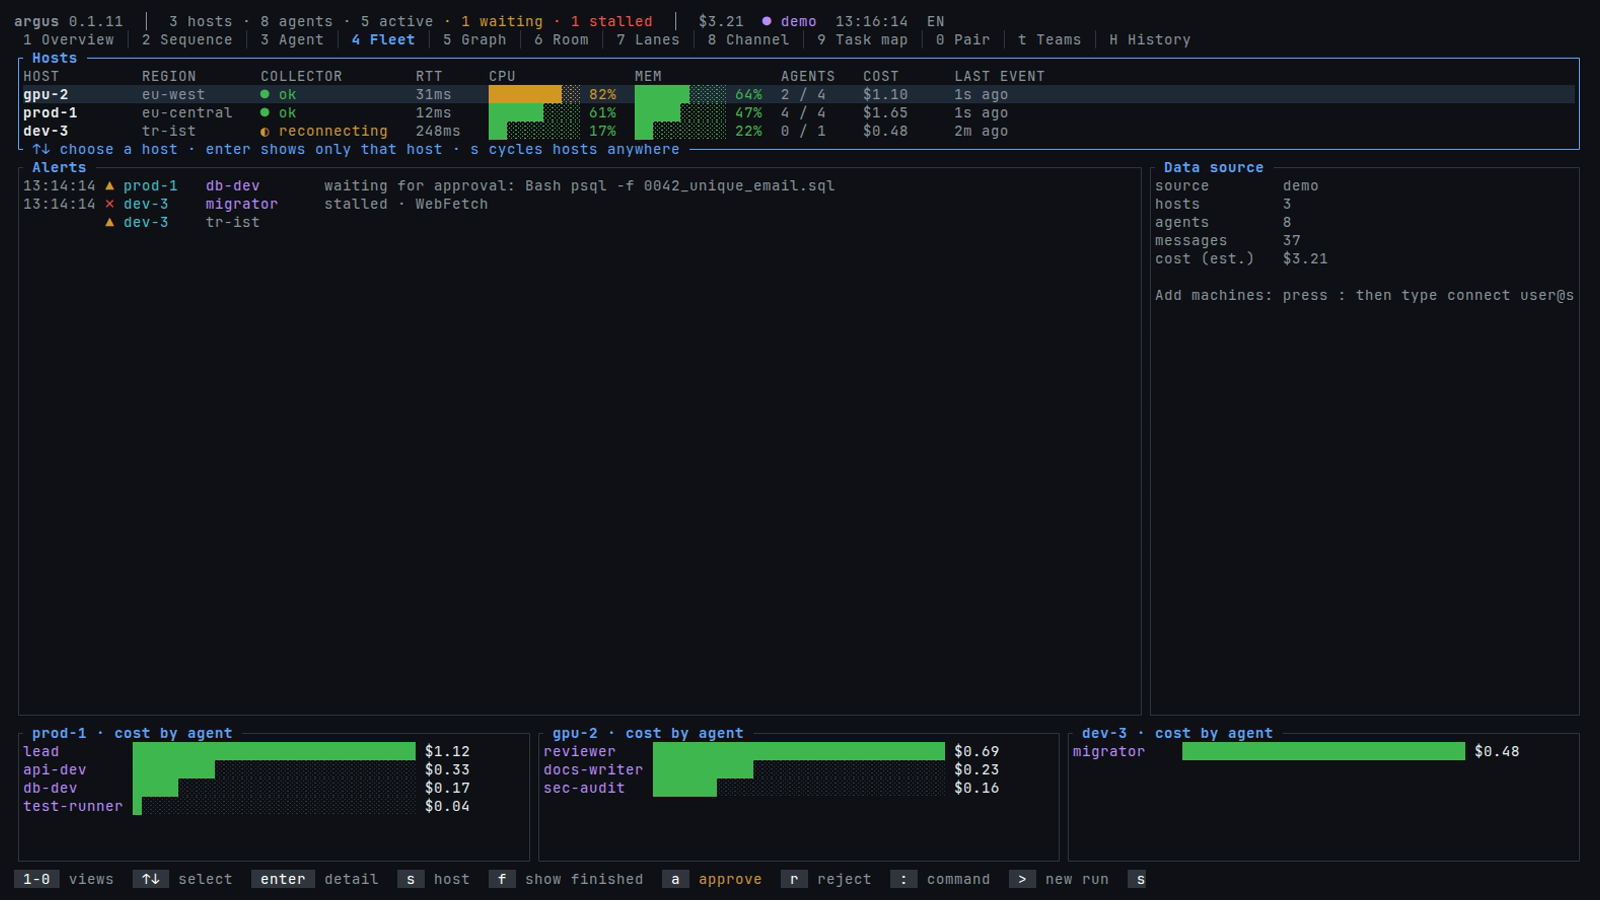 argus 0.1.11 │ 3 hosts · 8 agents · 5 active · 1 waiting · 1 stalled │ $3.21 ● demo 13:16:14 EN
1 Overview │ 2 Sequence │ 3 Agent │ 4 Fleet │ 5 Graph │ 6 Room │ 7 Lanes │ 8 Channel │ 9 Task map │ 0 Pair │ t Teams │ H History
Hosts
HOST REGION COLLECTOR RTT CPU MEM AGENTS COST LAST EVENT
gpu-2 eu-west ● ok 31ms 82% 64% 2 / 4 $1.10 1s ago
prod-1 eu-central ● ok 12ms 61% 47% 4 / 4 $1.65 1s ago
dev-3 tr-ist ◐ reconnecting 248ms 17% 22% 0 / 1 $0.48 2m ago
↑↓ choose a host · enter shows only that host · s cycles hosts anywhere
Alerts
13:14:14 ▲ prod-1 db-dev waiting for approval: Bash psql -f 0042_unique_email.sql
13:14:14 ✕ dev-3 migrator stalled · WebFetch
▲ dev-3 tr-ist
Data source
source demo
hosts 3
agents 8
messages 37
cost (est.) $3.21
Add machines: press : then type connect user@s
prod-1 · cost by agent
lead $1.12
api-dev $0.33
db-dev $0.17
test-runner $0.04
gpu-2 · cost by agent
reviewer $0.69
docs-writer $0.23
sec-audit $0.16
dev-3 · cost by agent
migrator $0.48
1-0 views ↑↓ select enter detail s host f show finished a approve r reject : command > new run s